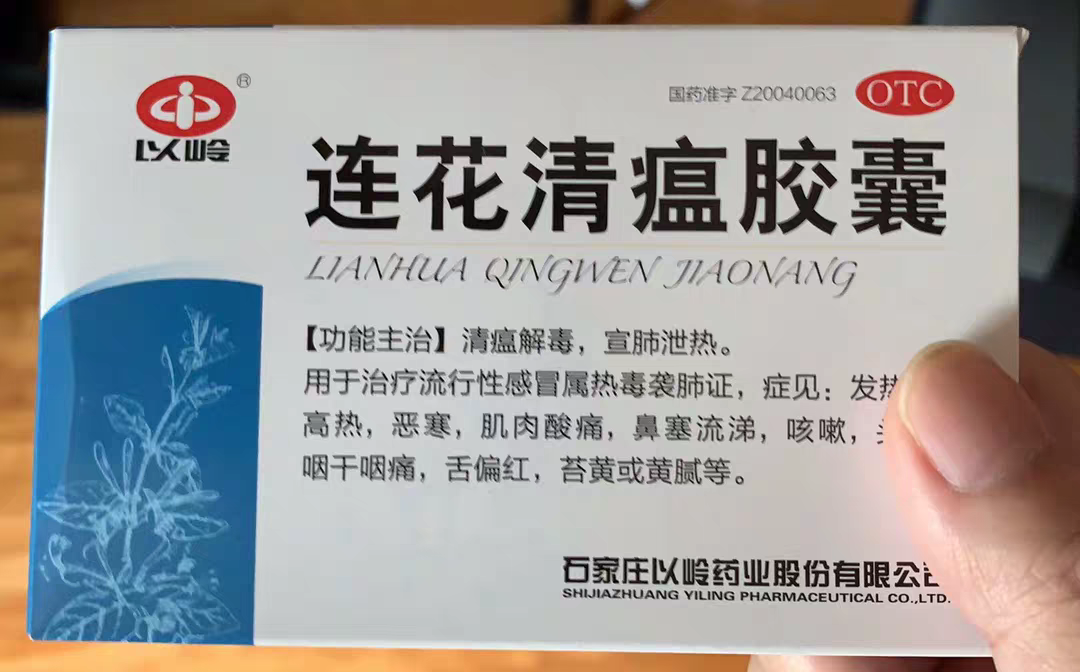 以岭®
国药准字 Z20040063 OTC
连花清瘟胶囊
LIANHUA QINGWEN JIAONANG
【功能主治】清瘟解毒，宣肺泄热。
用于治疗流行性感冒属热毒袭肺证，症见：发热
高热，恶寒，肌肉酸痛，鼻塞流涕，咳嗽，
咽干咽痛，舌偏红，苔黄或黄腻等。
石家庄以岭药业股份有限公司
SHIJIAZHUANG YILING PHARMACEUTICAL CO.,LTD.